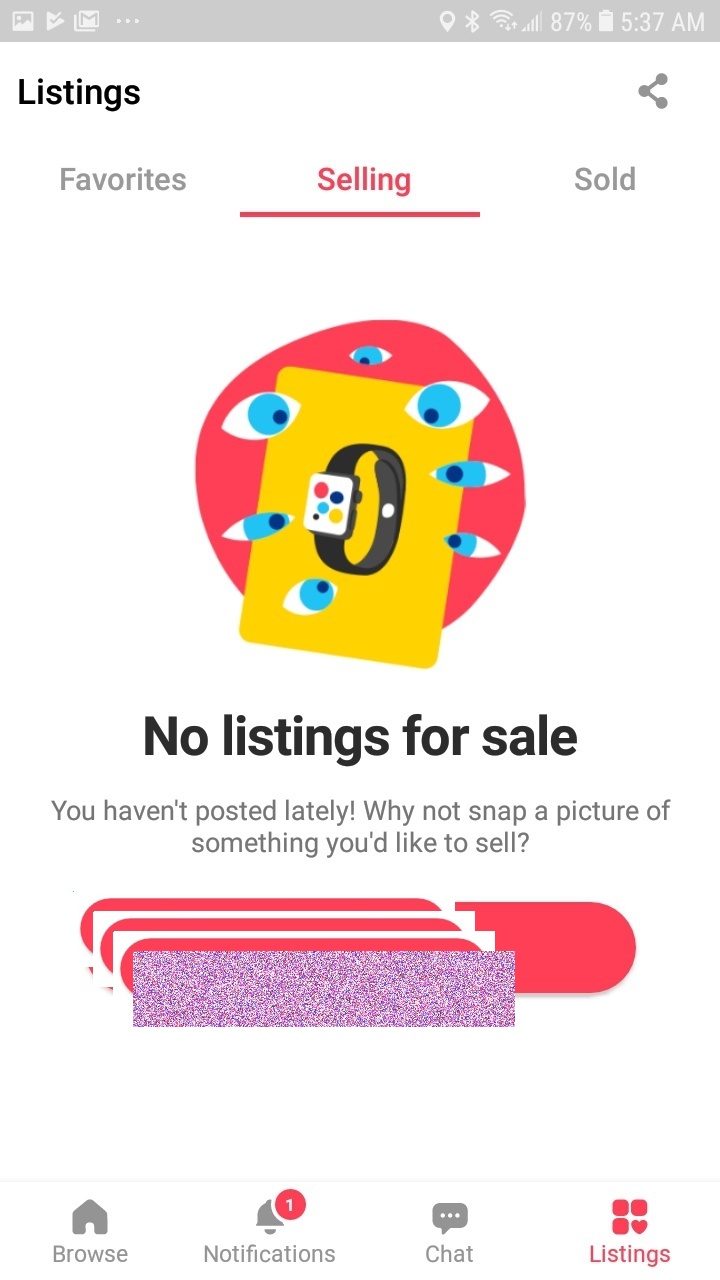 87% 5:37 AM
Listings
Favorites Selling Sold
No listings for sale
You haven't posted lately! Why not snap a picture of
something you'd like to sell?
1
Browse Notifications Chat Listings